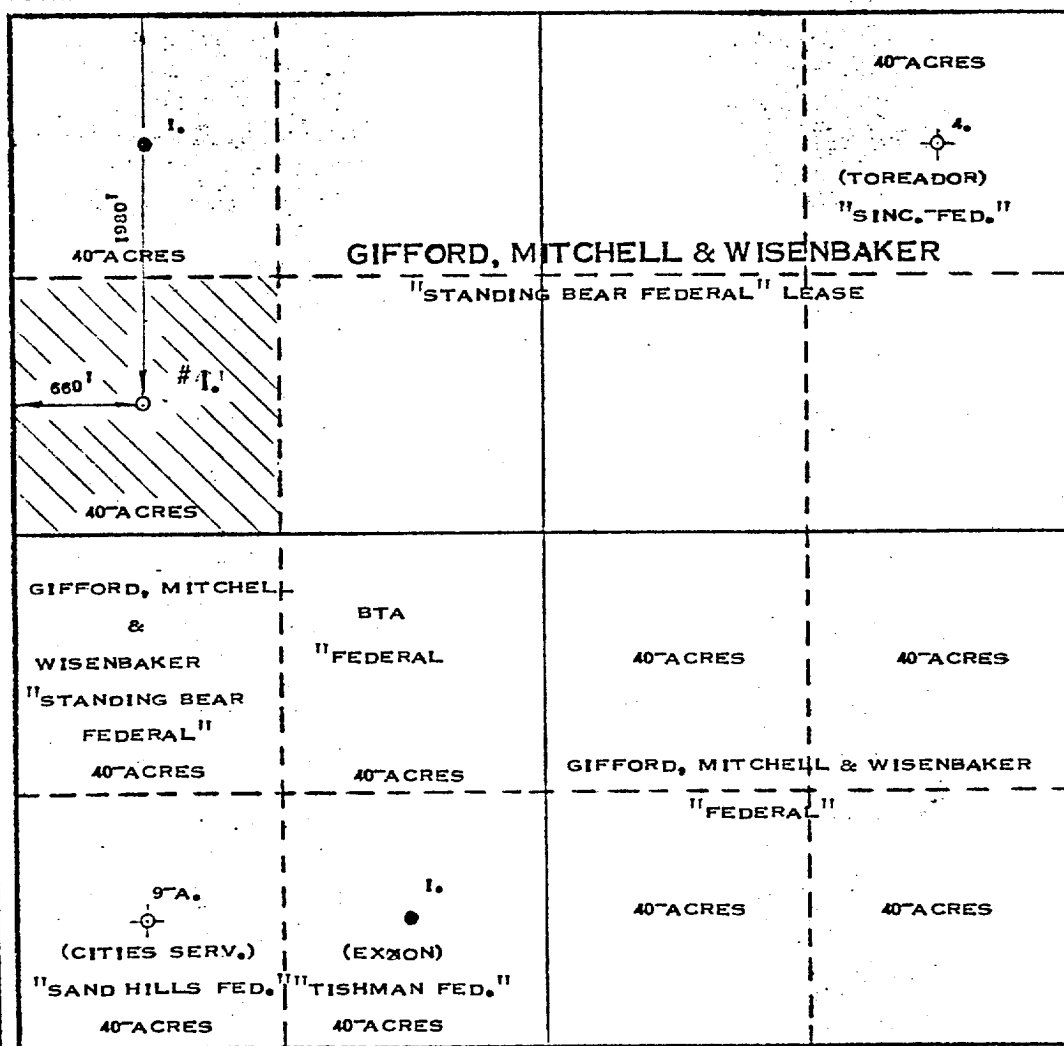 40-ACRES
1.
4.
(TOREADOR)
"SINC.-FED."
1980'
40-ACRES
GIFFORD, MITCHELL & WISENBAKER
"STANDING BEAR FEDERAL" LEASE
660'
40-ACRES
GIFFORD, MITCHELL
&
WISENBAKER
"STANDING BEAR
FEDERAL"
40-ACRES
BTA
"FEDERAL
40-ACRES
40-ACRES
40-ACRES
GIFFORD, MITCHELL & WISENBAKER
"FEDERAL"
9-A.
(CITIES SERV.)
"SAND HILLS FED."
40-ACRES
1.
(EXXON)
"TISHMAN FED."
40-ACRES
40-ACRES
40-ACRES